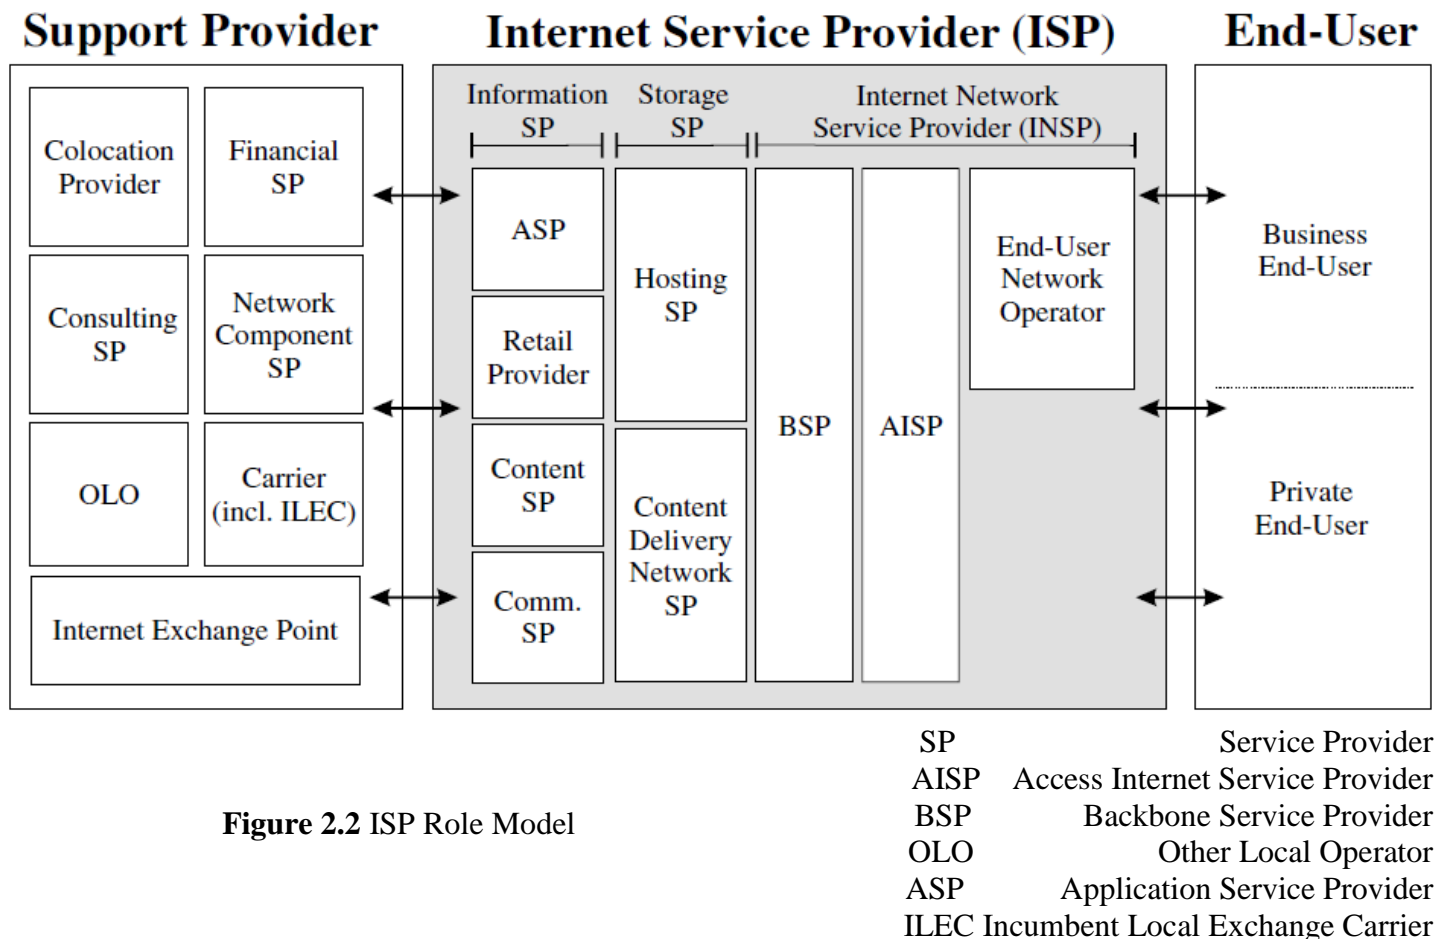 Support Provider
Internet Service Provider (ISP)
End-User
Colocation
Provider
Financial
SP
Consulting
SP
Network
Component
SP
OLO
Carrier
(incl. ILEC)
Internet Exchange Point
Information
SP
Storage
SP
Internet Network
Service Provider (INSP)
ASP
Retail
Provider
Content
SP
Comm.
SP
Hosting
SP
Content
Delivery
Network
SP
BSP
AISP
End-User
Network
Operator
Business
End-User
Private
End-User
Figure 2.2 ISP Role Model
SP Service Provider
AISP Access Internet Service Provider
BSP Backbone Service Provider
OLO Other Local Operator
ASP Application Service Provider
ILEC Incumbent Local Exchange Carrier